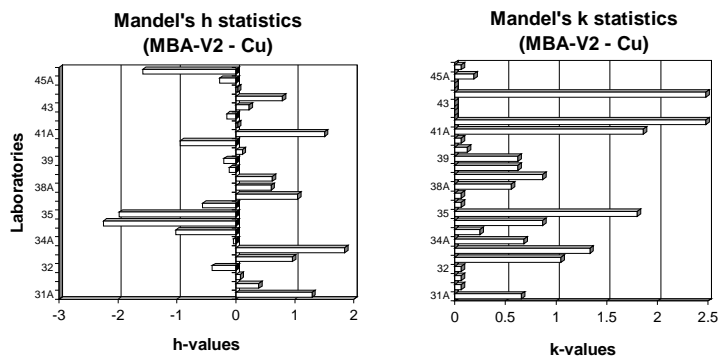 Mandel's h statistics
(MBA-V2 - Cu)
Laboratories
45A
43
41A
39
38A
35
34A
32
31A
-3 -2 -1 0 1 2
h-values
Mandel's k statistics
(MBA-V2 - Cu)
45A
43
41A
39
38A
35
34A
32
31A
0 0.5 1 1.5 2 2.5
k-values